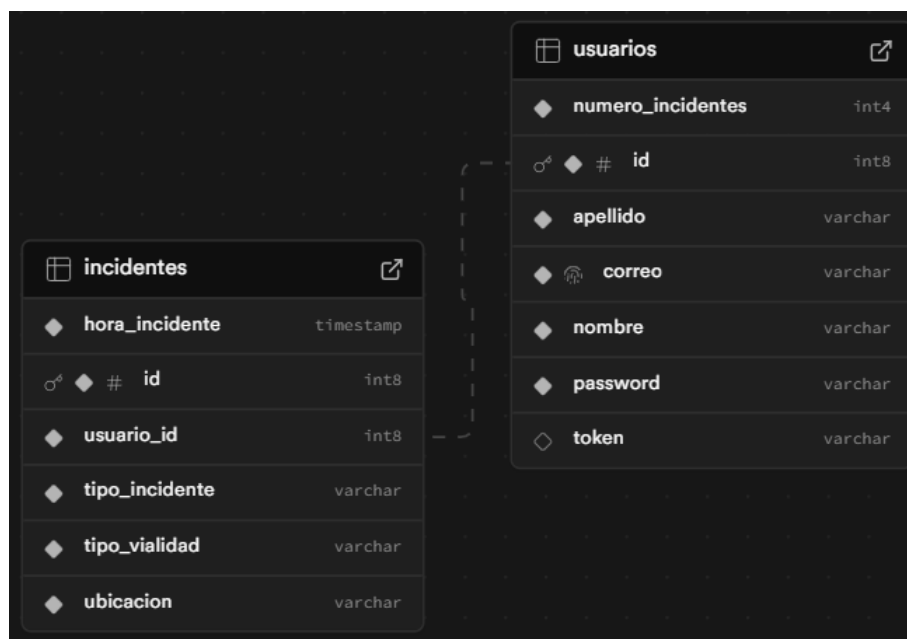 usuarios
numero_incidentes int4
# id int8
apellido varchar
correo varchar
nombre varchar
password varchar
token varchar
incidentes
hora_incidente timestamp
# id int8
usuario_id int8
tipo_incidente varchar
tipo_vialidad varchar
ubicacion varchar